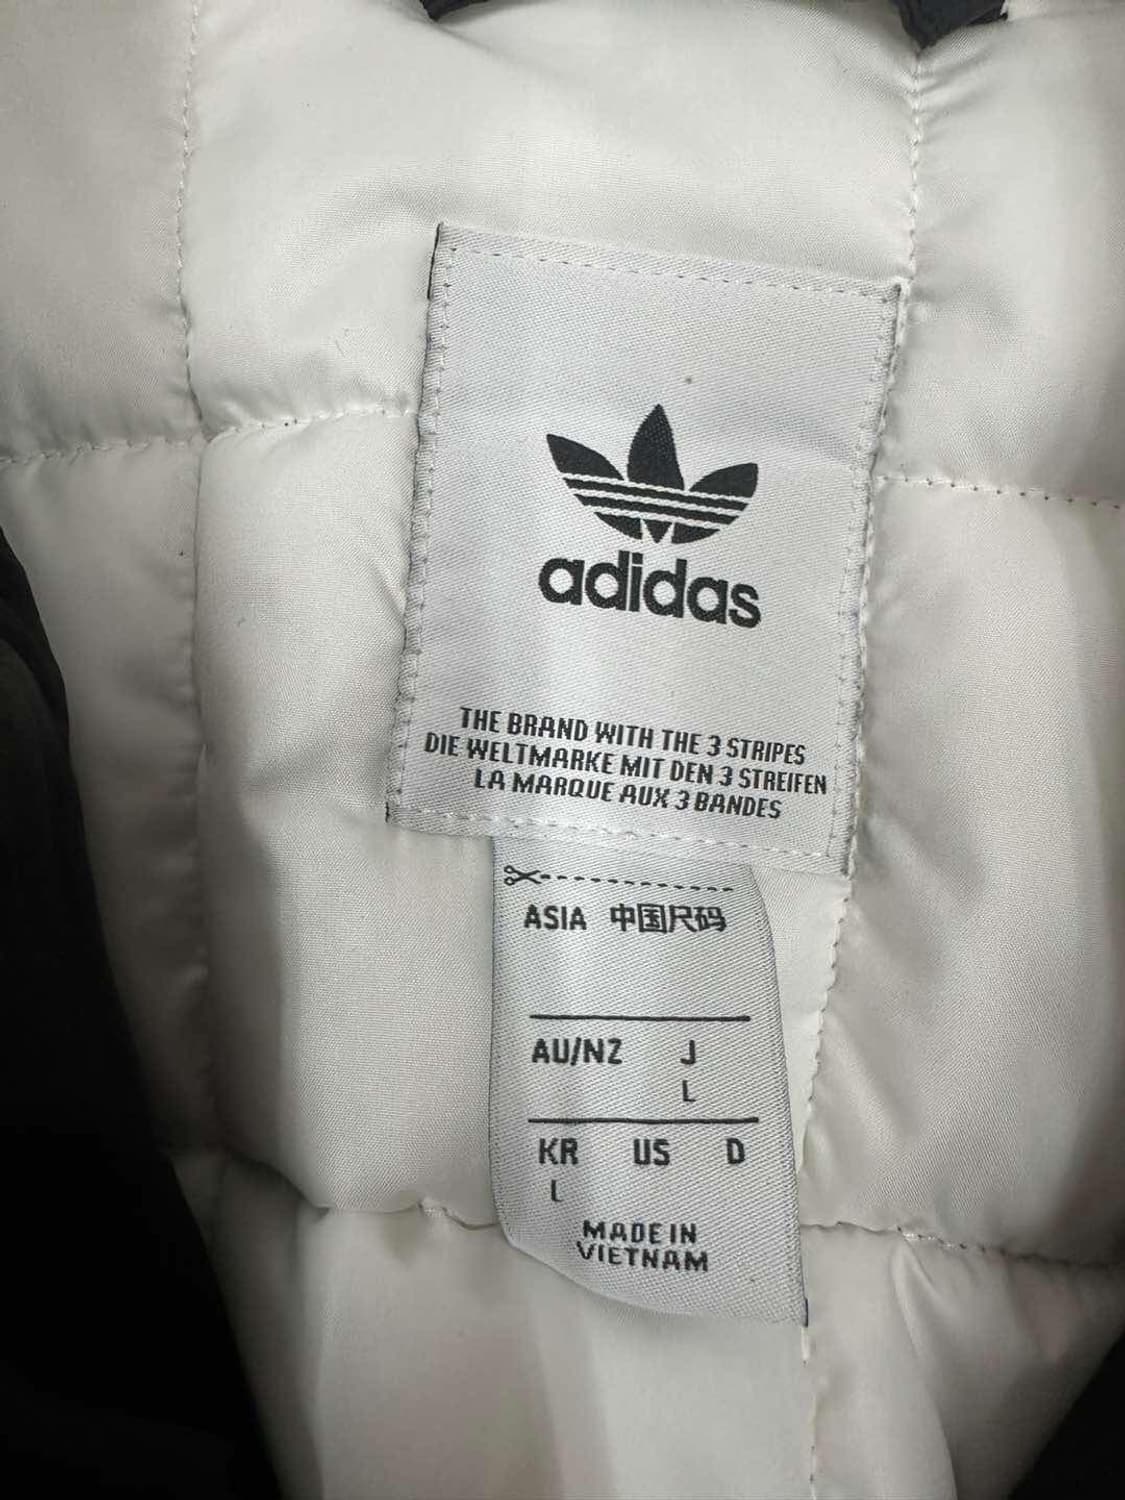 adidas
THE BRAND WITH THE 3 STRIPES
DIE WELTMARKE MIT DEN 3 STREIFEN
LA MARQUE AUX 3 BANDES
ASIA 中国尺码
AU/NZ J
L
KR US D
L
MADE IN
VIETNAM